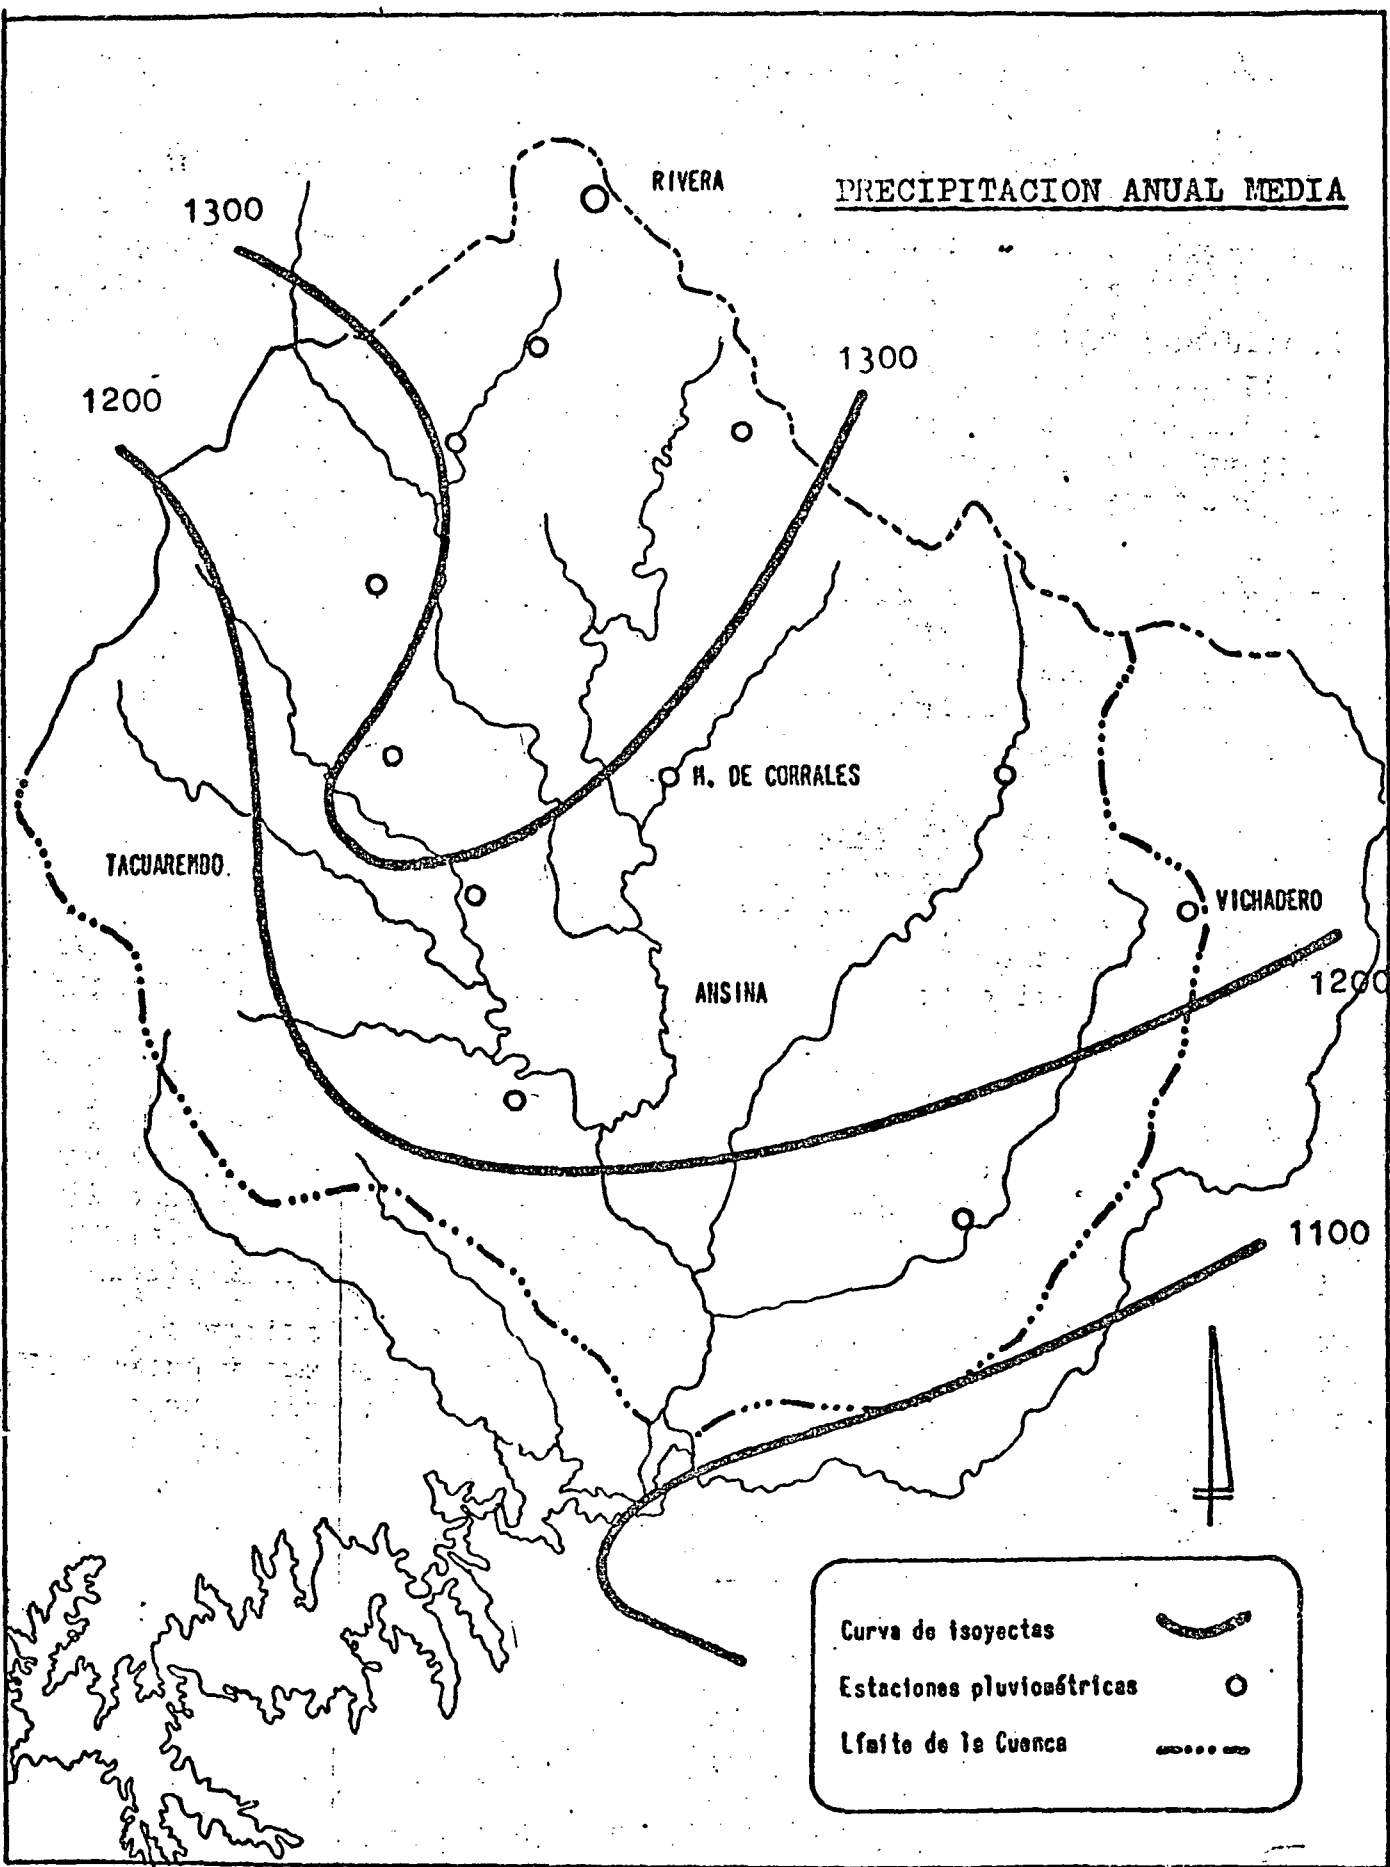 RIVERA
PRECIPITACION ANUAL MEDIA
1300
1300
1200
M. DE CORRALES
TACUAREMBO.
VICHADERO
1200
ANSINA
1100
Curva de isoyectas
Estaciones pluviométricas
Límite de la Cuenca